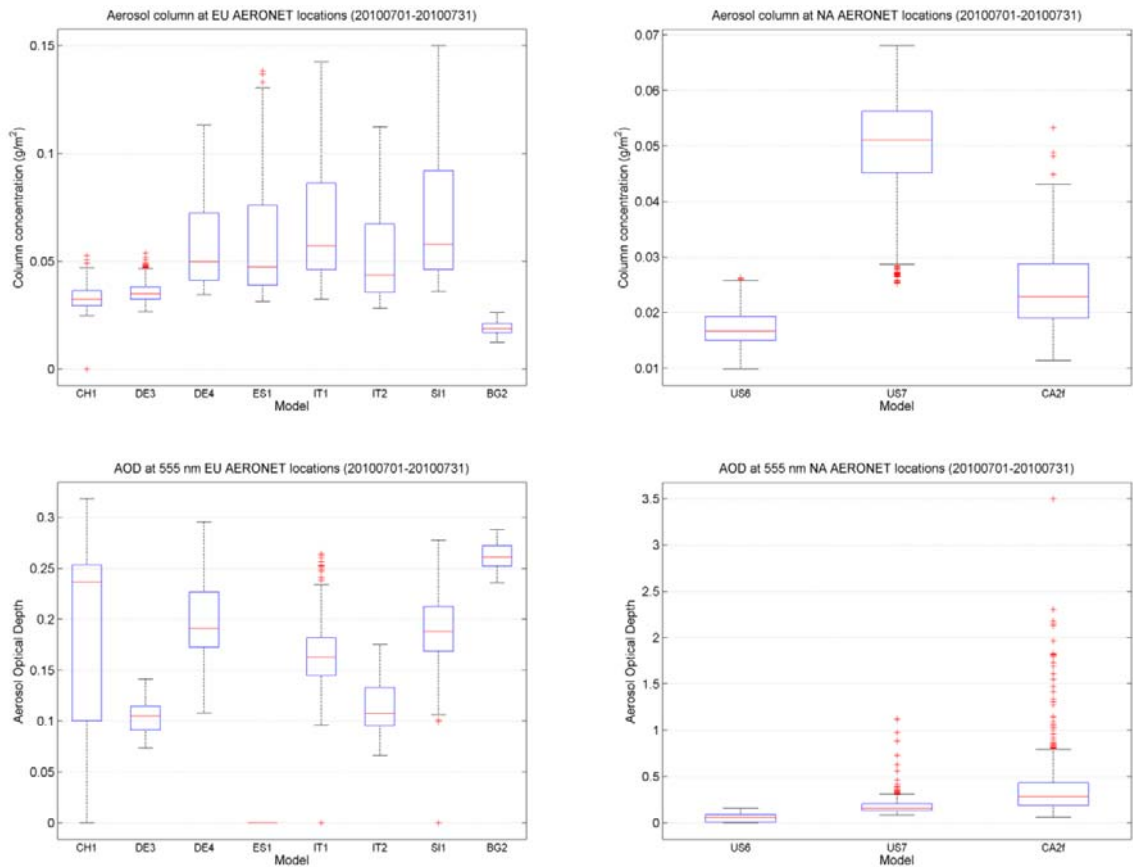 Aerosol column at EU AERONET locations (20100701-20100731)
Column concentration (g/m²)
0.15
0.1
0.05
0
CH1 DE3 DE4 ES1 IT1 IT2 SI1 BG2
Model
Aerosol column at NA AERONET locations (20100701-20100731)
Column concentration (g/m²)
0.07
0.06
0.05
0.04
0.03
0.02
0.01
US6 US7 CA2f
Model
AOD at 555 nm EU AERONET locations (20100701-20100731)
Aerosol Optical Depth
0.3
0.25
0.2
0.15
0.1
0.05
0
CH1 DE3 DE4 ES1 IT1 IT2 SI1 BG2
Model
AOD at 555 nm NA AERONET locations (20100701-20100731)
Aerosol Optical Depth
3.5
3
2.5
2
1.5
1
0.5
0
US6 US7 CA2f
Model